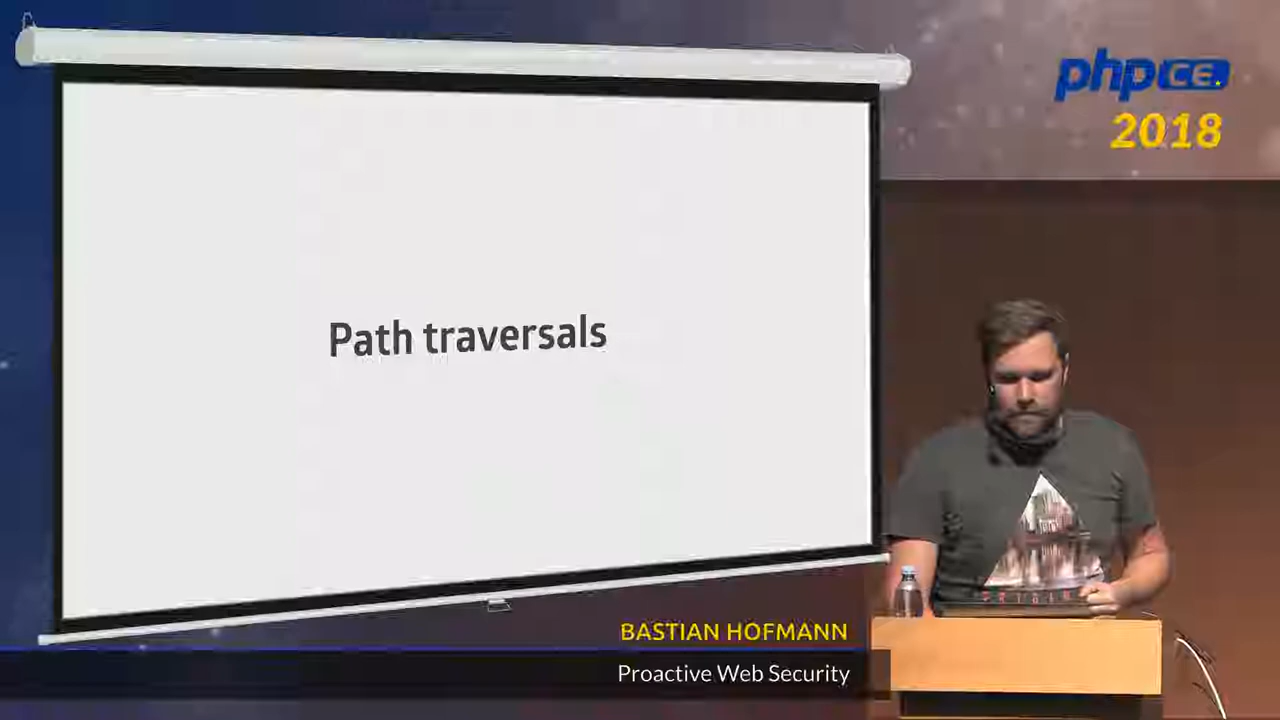 phpCE
2018
Path traversals
BASTIAN HOFMANN
Proactive Web Security